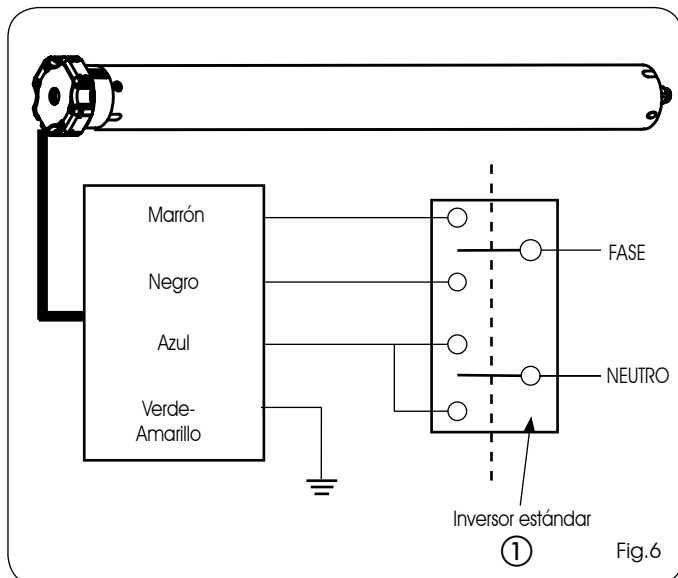 Marrón
FASE
Negro
Azul
NEUTRO
Verde-
Amarillo
Inversor estándar
1
Fig.6